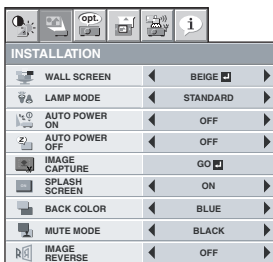 opt.
i
INSTALLATION
WALL SCREEN BEIGE
LAMP MODE STANDARD
AUTO POWER ON OFF
AUTO POWER OFF OFF
IMAGE CAPTURE GO
SPLASH SCREEN ON
BACK COLOR BLUE
MUTE MODE BLACK
IMAGE REVERSE OFF